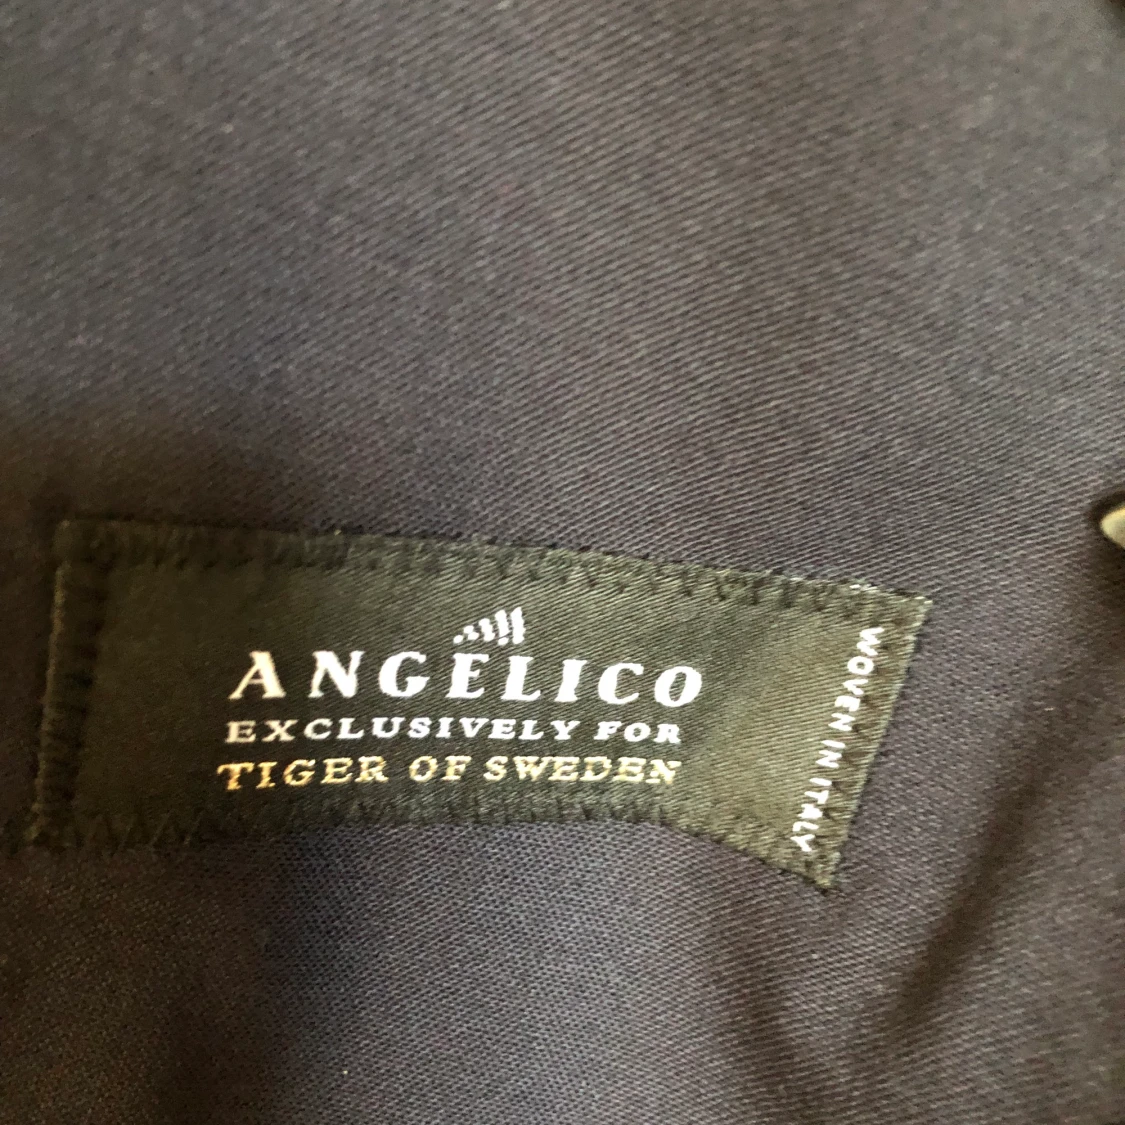 ANGELICO
EXCLUSIVELY FOR
TIGER OF SWEDEN
WOVEN IN ITALY